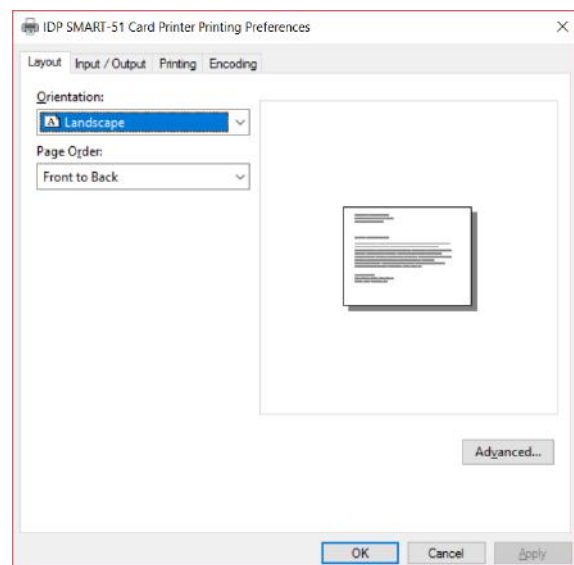 IDP SMART-51 Card Printer Printing Preferences
Layout Input / Output Printing Encoding
Orientation:
A Landscape
Page Order:
Front to Back
Advanced...
OK Cancel Apply